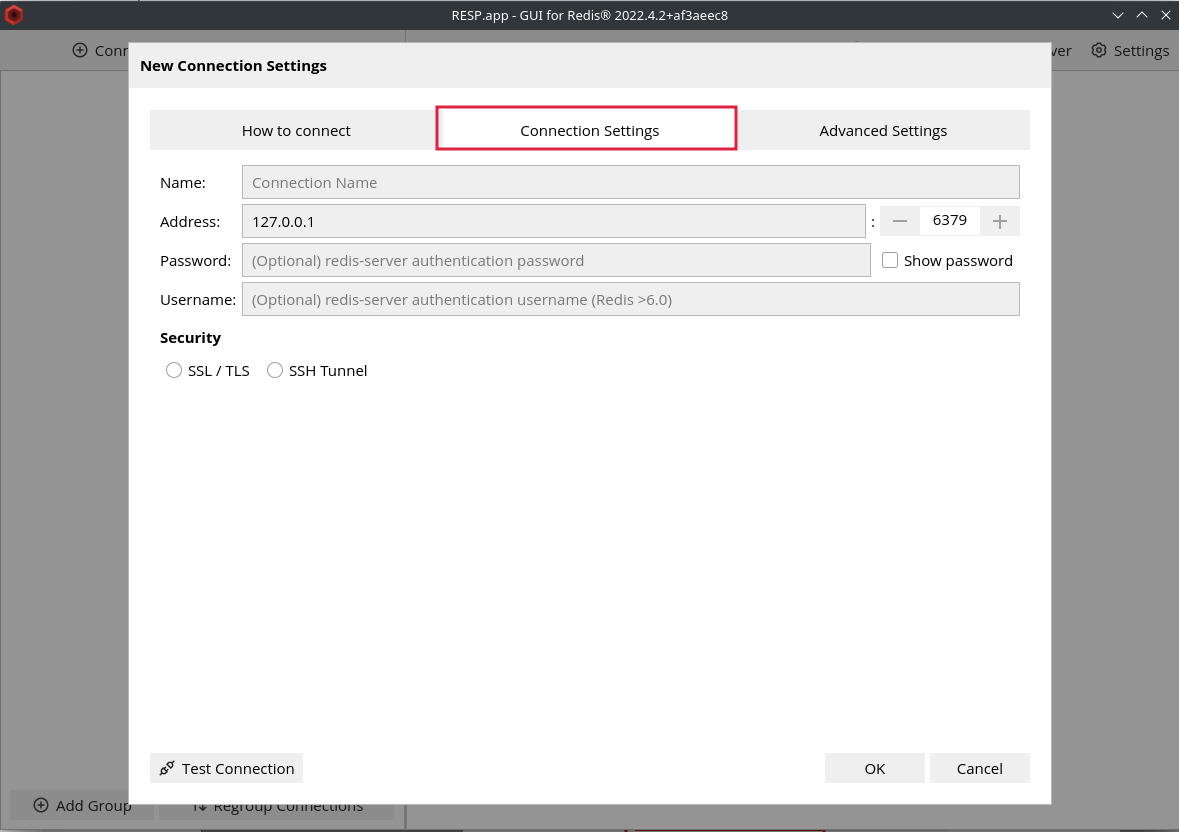 RESP.app - GUI for Redis® 2022.4.2+af3aeec8
Settings
New Connection Settings
How to connect
Connection Settings
Advanced Settings
Name: Connection Name
Address: 127.0.0.1 : 6379
Password: (Optional) redis-server authentication password Show password
Username: (Optional) redis-server authentication username (Redis >6.0)
Security
SSL / TLS SSH Tunnel
Test Connection OK Cancel
Add Group Regroup Connections